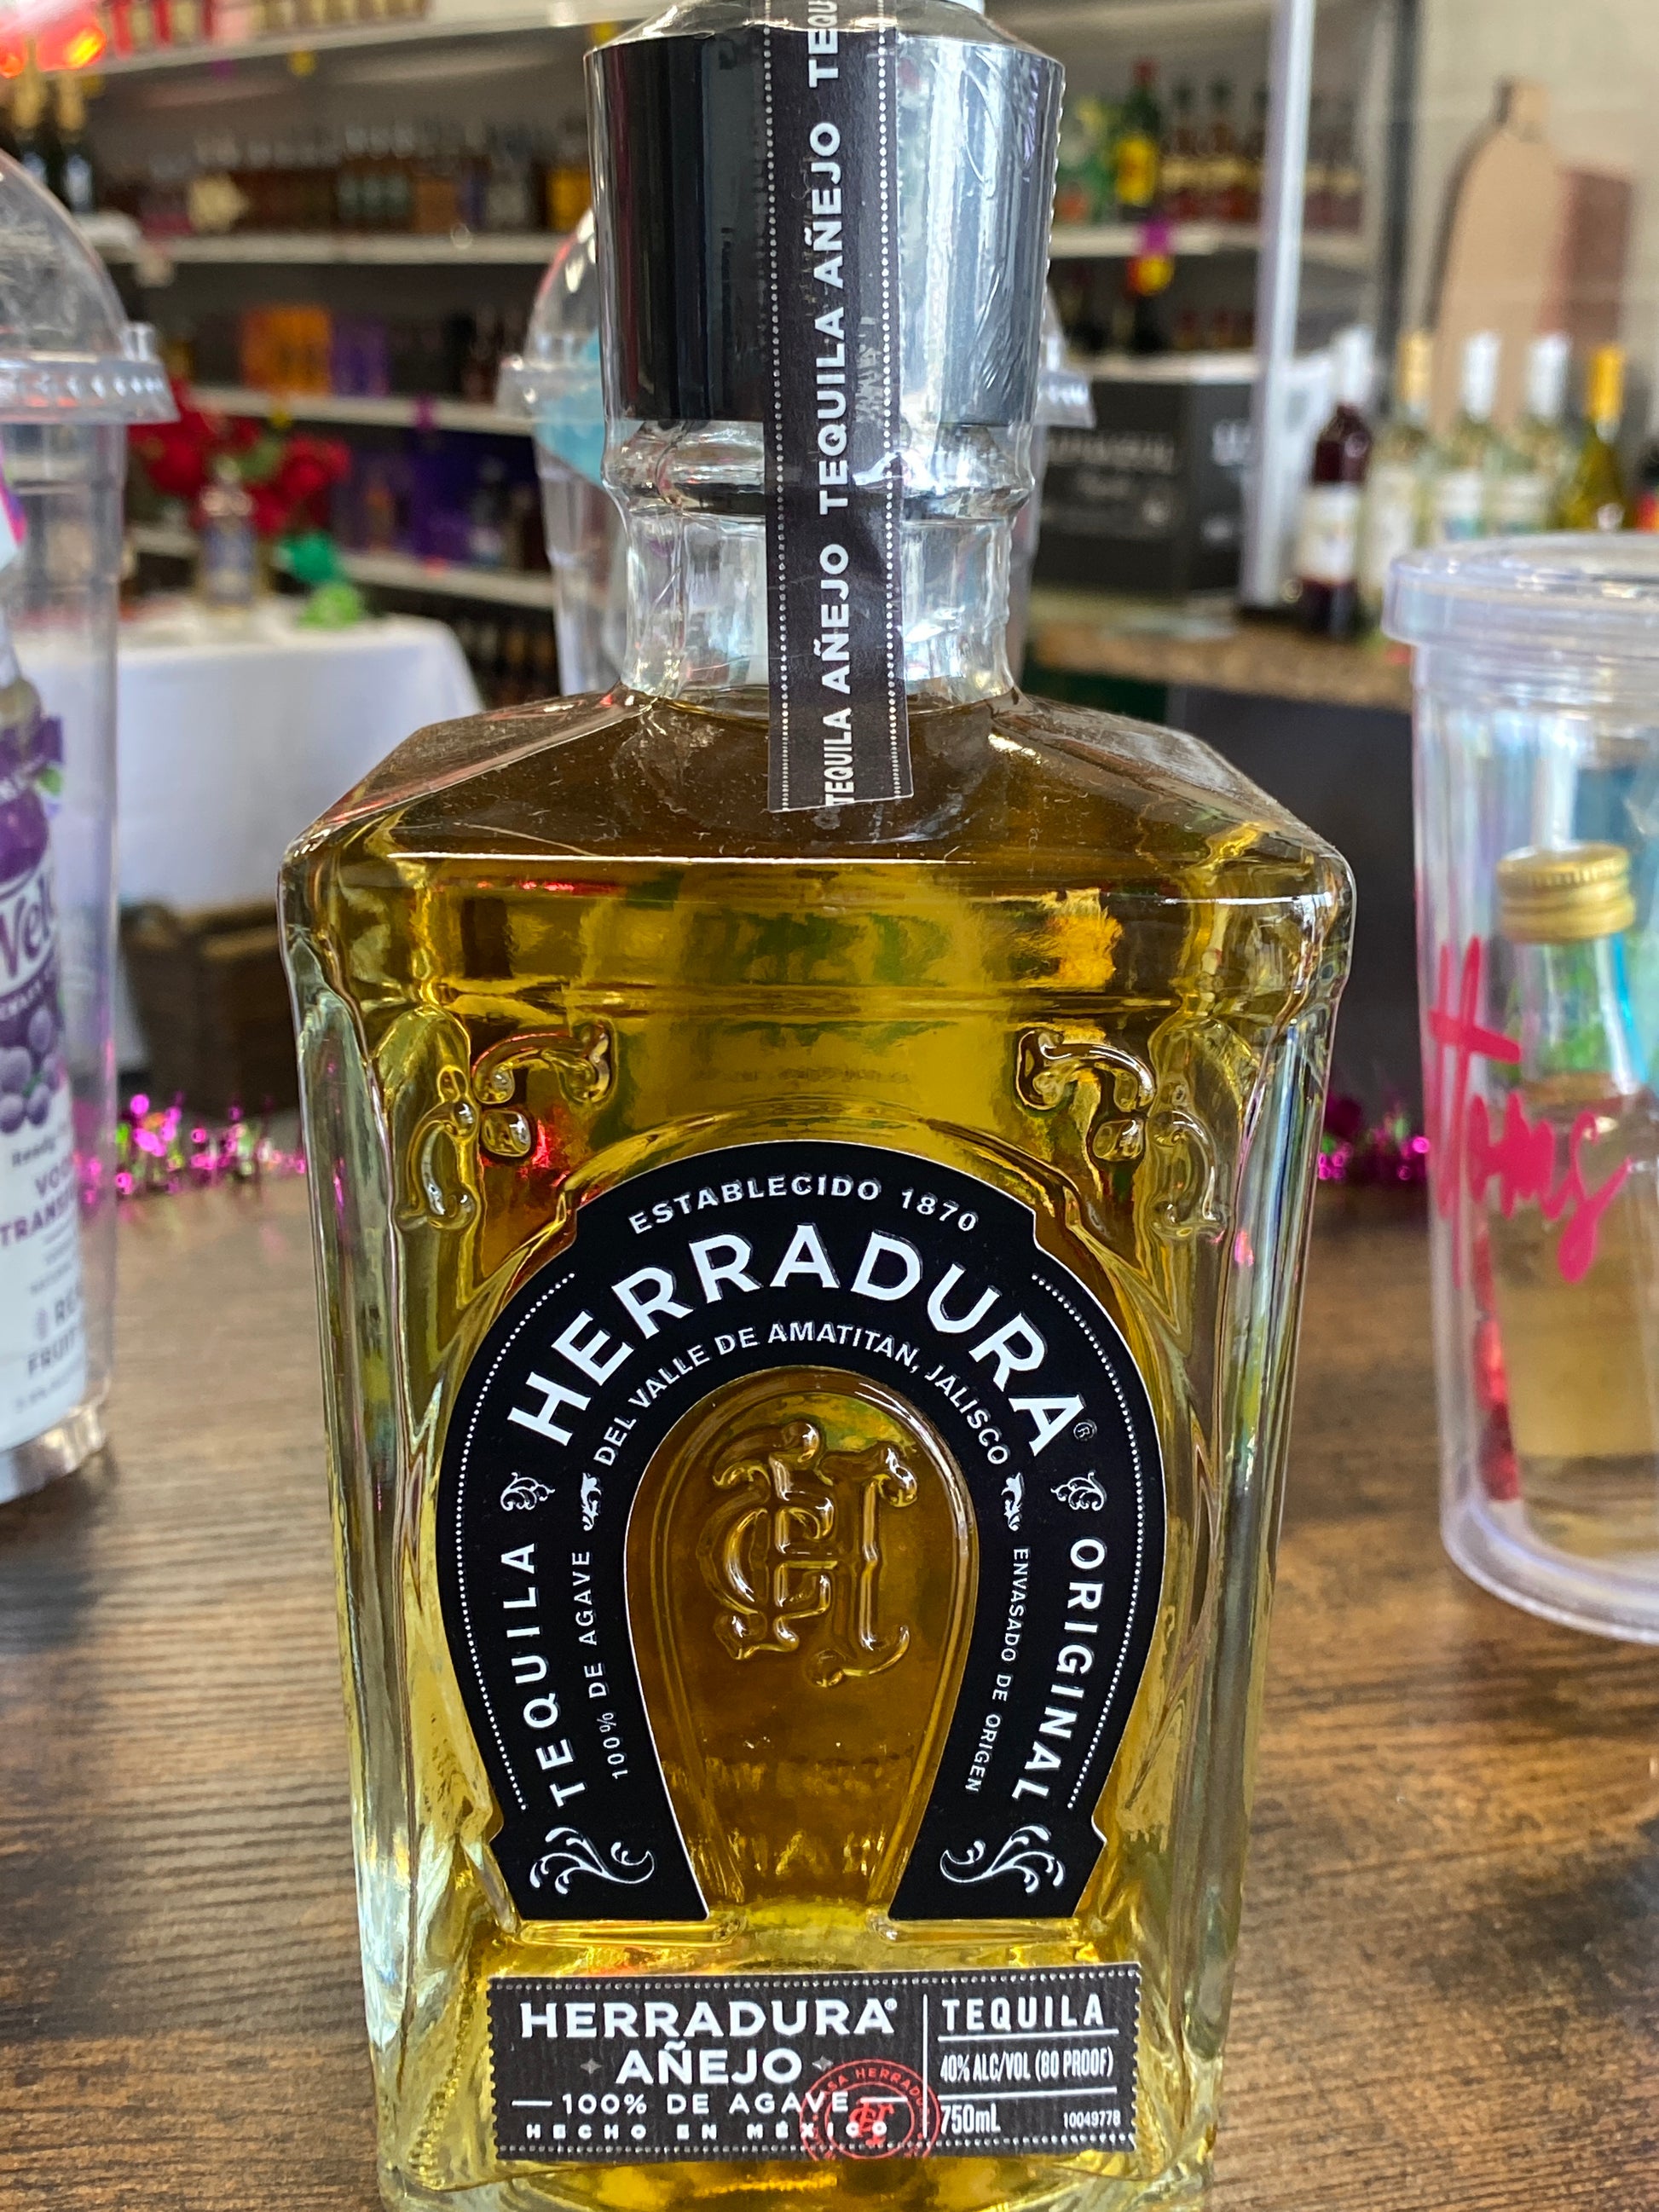 TEQUILA AÑEJO TEQUILA AÑEJO TEQU
ESTABLECIDO 1870
HERRADURA®
DEL VALLE DE AMATITAN, JALISCO
TEQUILA
100% DE AGAVE
ENVASADO DE ORIGEN
ORIGINAL
HERRADURA®
AÑEJO
100% DE AGAVE
HECHO EN MÉXICO
TEQUILA
40% ALC/VOL (80 PROOF)
750mL 10049778